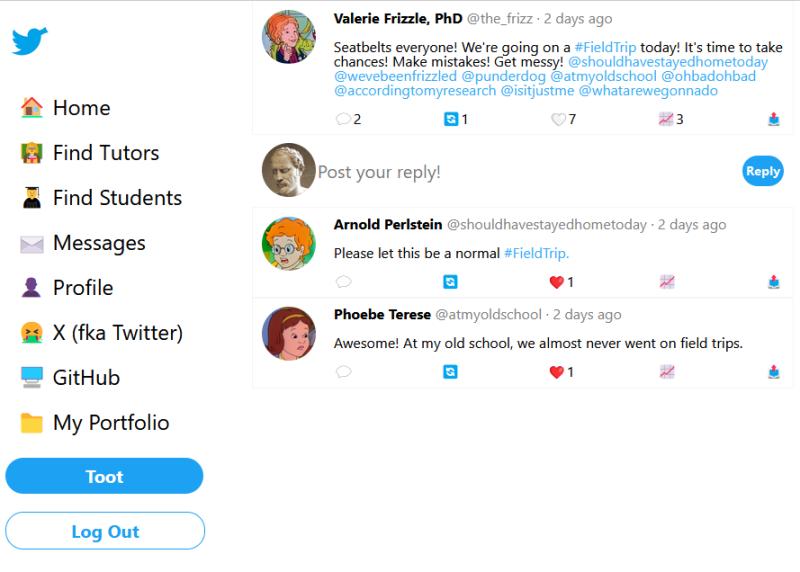 Home
Find Tutors
Find Students
Messages
Profile
X (fka Twitter)
GitHub
My Portfolio
Toot
Log Out
Valerie Frizzle, PhD @the_frizz · 2 days ago
Seatbelts everyone! We're going on a #FieldTrip today! It's time to take
chances! Make mistakes! Get messy! @shouldhavestayedhometoday
@wevebeenfrizzled @punderdog @atmyoldschool @ohbadohbad
@accordingtomyresearch @isitjustme @whatarewegonnado
2 1 7 3
Post your reply! Reply
Arnold Perlstein @shouldhavestayedhometoday · 2 days ago
Please let this be a normal #FieldTrip.
1
Phoebe Terese @atmyoldschool · 2 days ago
Awesome! At my old school, we almost never went on field trips.
1